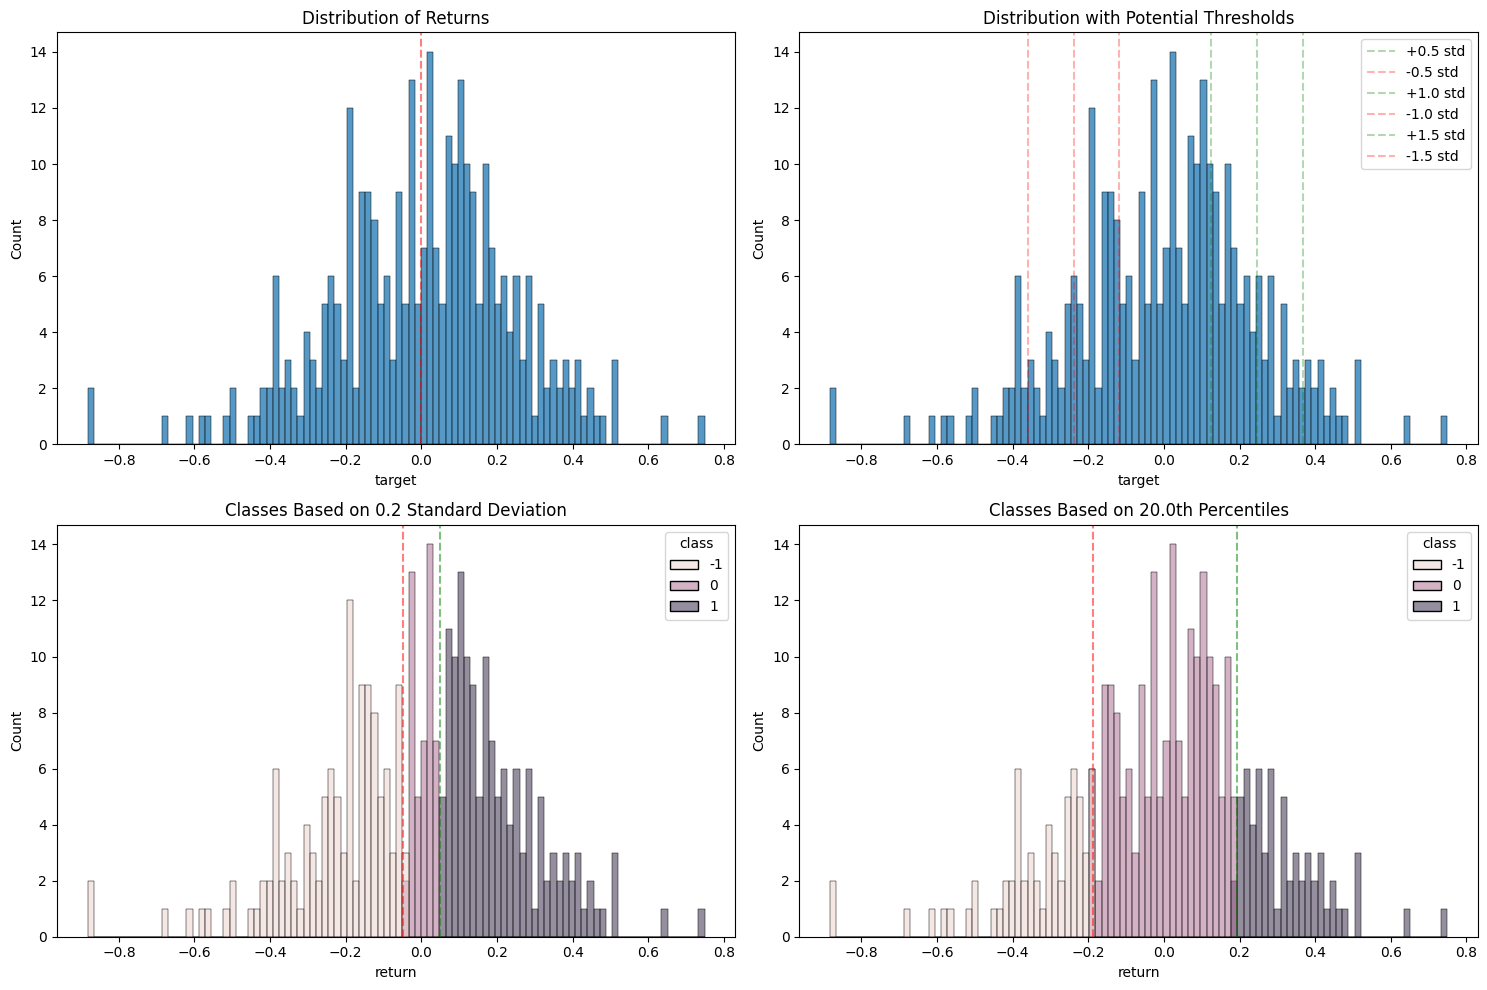 Distribution of Returns
Count
14
12
10
8
6
4
2
0
−0.8 −0.6 −0.4 −0.2 0.0 0.2 0.4 0.6 0.8
target
Distribution with Potential Thresholds
Count
14
12
10
8
6
4
2
0
+0.5 std
-0.5 std
+1.0 std
-1.0 std
+1.5 std
-1.5 std
−0.8 −0.6 −0.4 −0.2 0.0 0.2 0.4 0.6 0.8
target
Classes Based on 0.2 Standard Deviation
Count
14
12
10
8
6
4
2
0
class
-1
0
1
−0.8 −0.6 −0.4 −0.2 0.0 0.2 0.4 0.6 0.8
return
Classes Based on 20.0th Percentiles
Count
14
12
10
8
6
4
2
0
class
-1
0
1
−0.8 −0.6 −0.4 −0.2 0.0 0.2 0.4 0.6 0.8
return